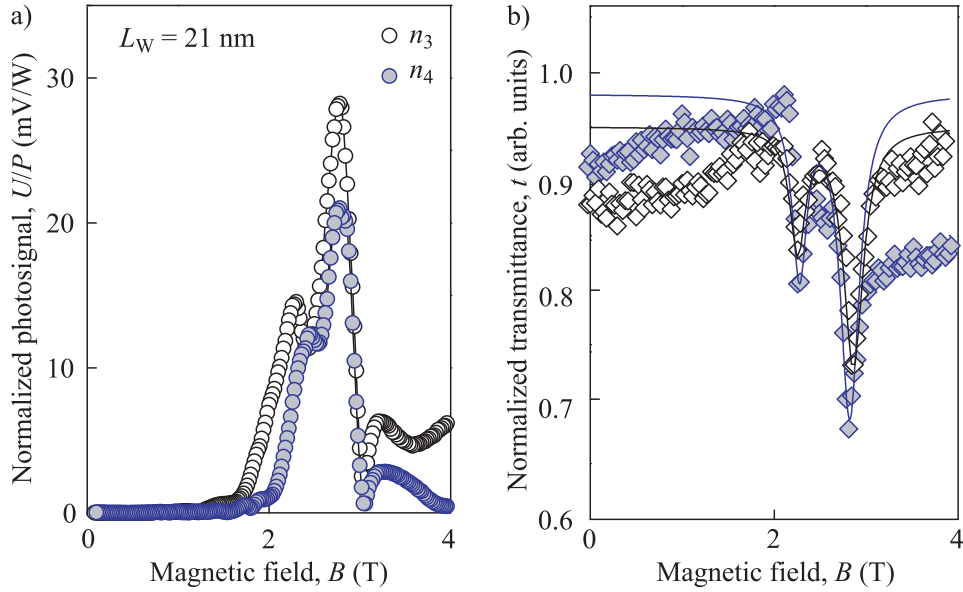 a)
L_W = 21 nm
n_3
n_4
Normalized photosignal, U/P (mV/W)
30
20
10
0
0 2 4
Magnetic field, B (T)
b)
Normalized transmittance, t (arb. units)
1.0
0.9
0.8
0.7
0.6
0 2 4
Magnetic field, B (T)